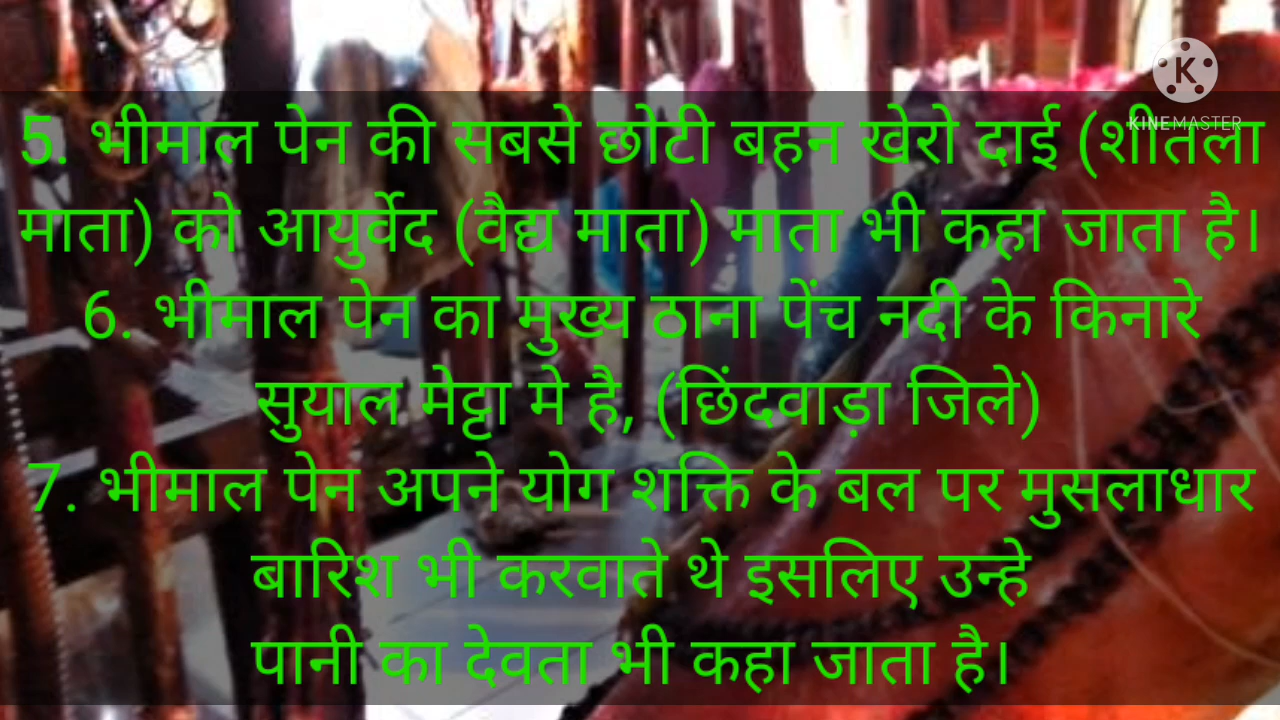 KINEMASTER
5. भीमाल पेन की सबसे छोटी बहन खेरो दाई (शीतला
माता) को आयुर्वेद (वैद्य माता) माता भी कहा जाता है।
6. भीमाल पेन का मुख्य ठाना पेंच नदी के किनारे
सुयाल मेट्टा मे है, (छिंदवाड़ा जिले)
7. भीमाल पेन अपने योग शक्ति के बल पर मुसलाधार
बारिश भी करवाते थे इसलिए उन्हे
पानी का देवता भी कहा जाता है।